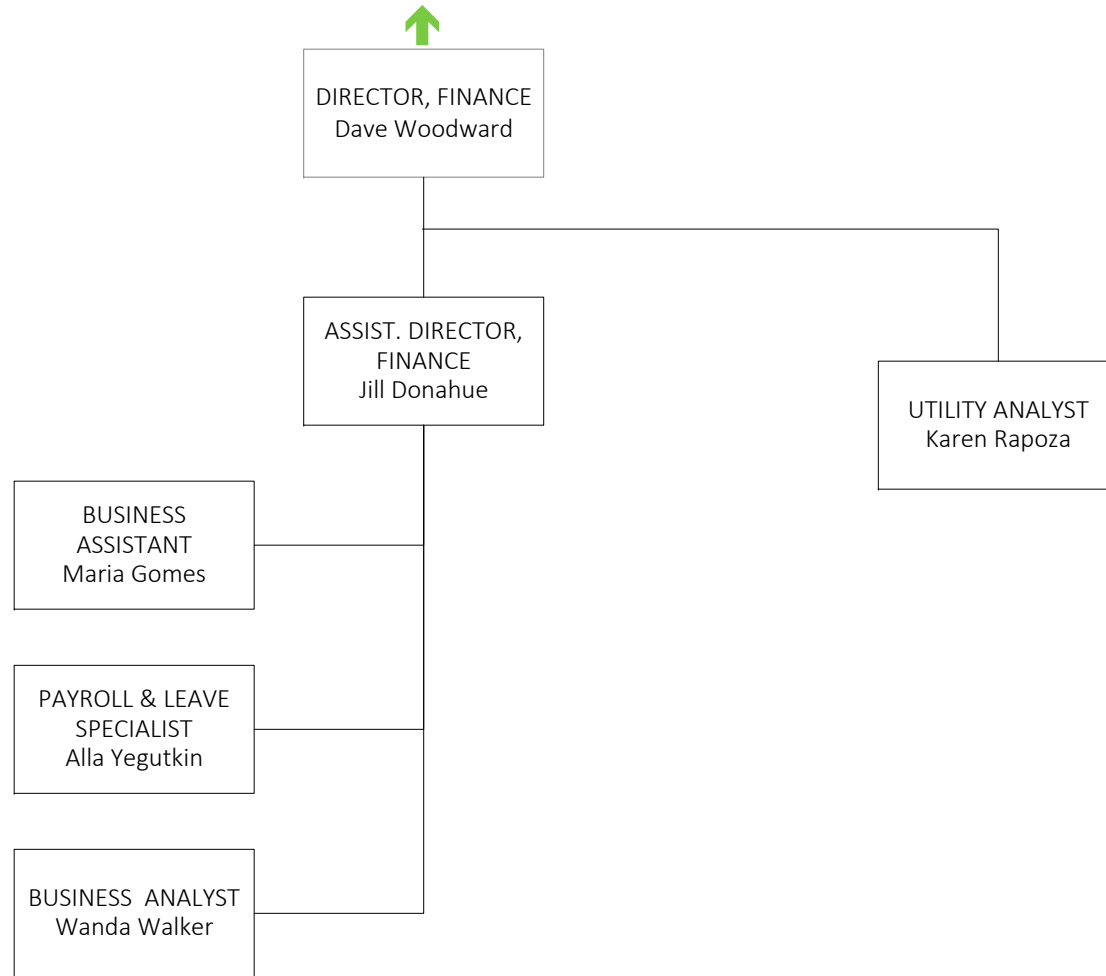 DIRECTOR, FINANCE
Dave Woodward
ASSIST. DIRECTOR,
FINANCE
Jill Donahue
UTILITY ANALYST
Karen Rapoza
BUSINESS
ASSISTANT
Maria Gomes
PAYROLL & LEAVE
SPECIALIST
Alla Yegutkin
BUSINESS  ANALYST
Wanda Walker